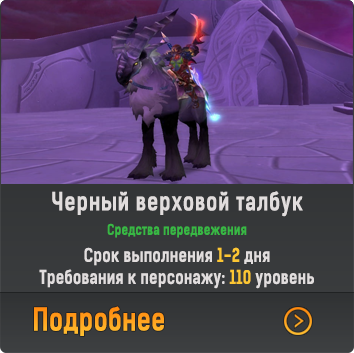 Черный верховой талбук
Средства передвежения
Срок выполнения 1-2 дня
Требования к персонажу: 110 уровень
Подробнее